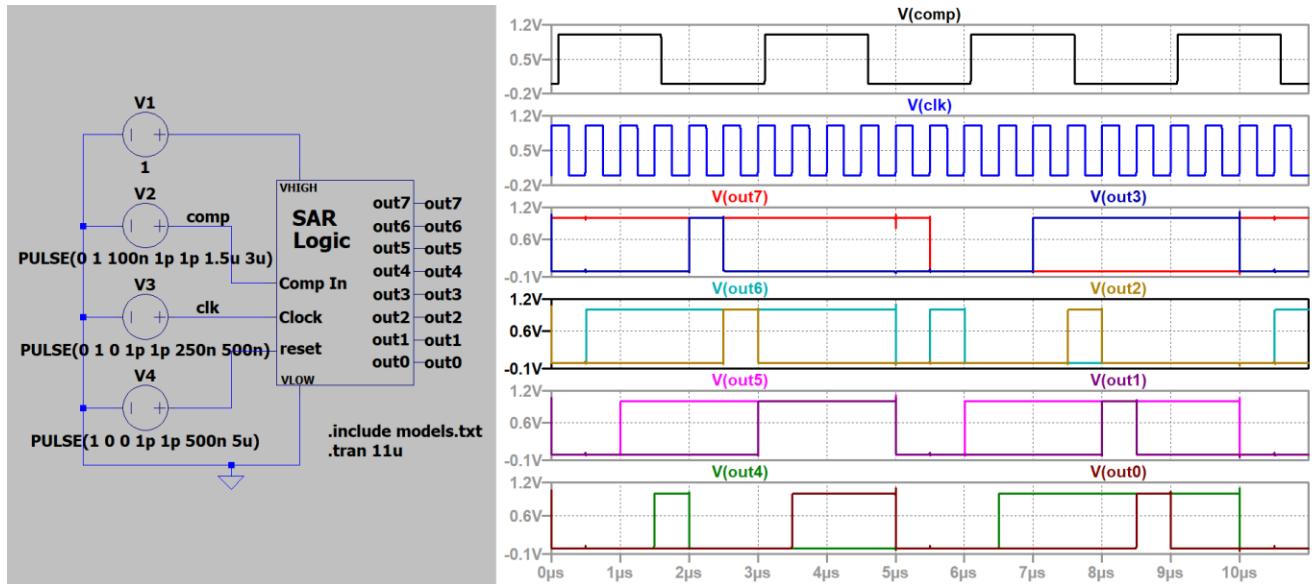 V1
1
V2
comp
PULSE(0 1 100n 1p 1p 1.5u 3u)
V3
clk
PULSE(0 1 0 1p 1p 250n 500n)
V4
PULSE(1 0 0 1p 1p 500n 5u)
VHIGH
SAR
Logic
Comp In
Clock
reset
VLOW
out7 out7
out6 out6
out5 out5
out4 out4
out3 out3
out2 out2
out1 out1
out0 out0
.include models.txt
.tran 11u
V(comp)
1.2V
0.5V
-0.2V
V(clk)
1.2V
0.5V
-0.2V
V(out7) V(out3)
1.2V
0.6V
-0.1V
V(out6) V(out2)
1.2V
0.6V
-0.1V
V(out5) V(out1)
1.2V
0.6V
-0.1V
V(out4) V(out0)
1.2V
0.6V
-0.1V
0µs 1µs 2µs 3µs 4µs 5µs 6µs 7µs 8µs 9µs 10µs